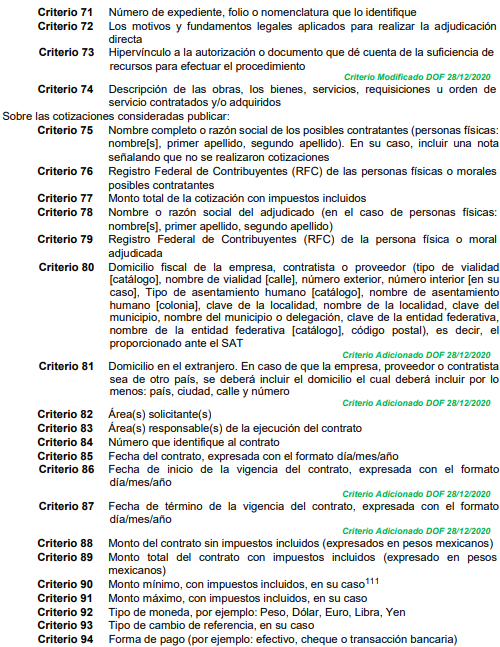 Criterio 71 Número de expediente, folio o nomenclatura que lo identifique
Criterio 72 Los motivos y fundamentos legales aplicados para realizar la adjudicación
directa
Criterio 73 Hipervínculo a la autorización o documento que dé cuenta de la suficiencia de
recursos para efectuar el procedimiento
Criterio Modificado DOF 28/12/2020
Criterio 74 Descripción de las obras, los bienes, servicios, requisiciones u orden de
servicio contratados y/o adquiridos
Sobre las cotizaciones consideradas publicar:
Criterio 75 Nombre completo o razón social de los posibles contratantes (personas físicas:
nombre[s], primer apellido, segundo apellido). En su caso, incluir una nota
señalando que no se realizaron cotizaciones
Criterio 76 Registro Federal de Contribuyentes (RFC) de las personas físicas o morales
posibles contratantes
Criterio 77 Monto total de la cotización con impuestos incluidos
Criterio 78 Nombre o razón social del adjudicado (en el caso de personas físicas:
nombre[s], primer apellido, segundo apellido)
Criterio 79 Registro Federal de Contribuyentes (RFC) de la persona física o moral
adjudicada
Criterio 80 Domicilio fiscal de la empresa, contratista o proveedor (tipo de vialidad
[catálogo], nombre de vialidad [calle], número exterior, número interior [en su
caso], Tipo de asentamiento humano [catálogo], nombre de asentamiento
humano [colonia], clave de la localidad, nombre de la localidad, clave del
municipio, nombre del municipio o delegación, clave de la entidad federativa,
nombre de la entidad federativa [catálogo], código postal), es decir, el
proporcionado ante el SAT
Criterio Adicionado DOF 28/12/2020
Criterio 81 Domicilio en el extranjero. En caso de que la empresa, proveedor o contratista
sea de otro país, se deberá incluir el domicilio el cual deberá incluir por lo
menos: país, ciudad, calle y número
Criterio Adicionado DOF 28/12/2020
Criterio 82 Área(s) solicitante(s)
Criterio 83 Área(s) responsable(s) de la ejecución del contrato
Criterio 84 Número que identifique al contrato
Criterio 85 Fecha del contrato, expresada con el formato día/mes/año
Criterio 86 Fecha de inicio de la vigencia del contrato, expresada con el formato
día/mes/año
Criterio Adicionado DOF 28/12/2020
Criterio 87 Fecha de término de la vigencia del contrato, expresada con el formato
día/mes/año
Criterio Adicionado DOF 28/12/2020
Criterio 88 Monto del contrato sin impuestos incluidos (expresados en pesos mexicanos)
Criterio 89 Monto total del contrato con impuestos incluidos (expresado en pesos
mexicanos)
Criterio 90 Monto mínimo, con impuestos incluidos, en su caso111
Criterio 91 Monto máximo, con impuestos incluidos, en su caso
Criterio 92 Tipo de moneda, por ejemplo: Peso, Dólar, Euro, Libra, Yen
Criterio 93 Tipo de cambio de referencia, en su caso
Criterio 94 Forma de pago (por ejemplo: efectivo, cheque o transacción bancaria)